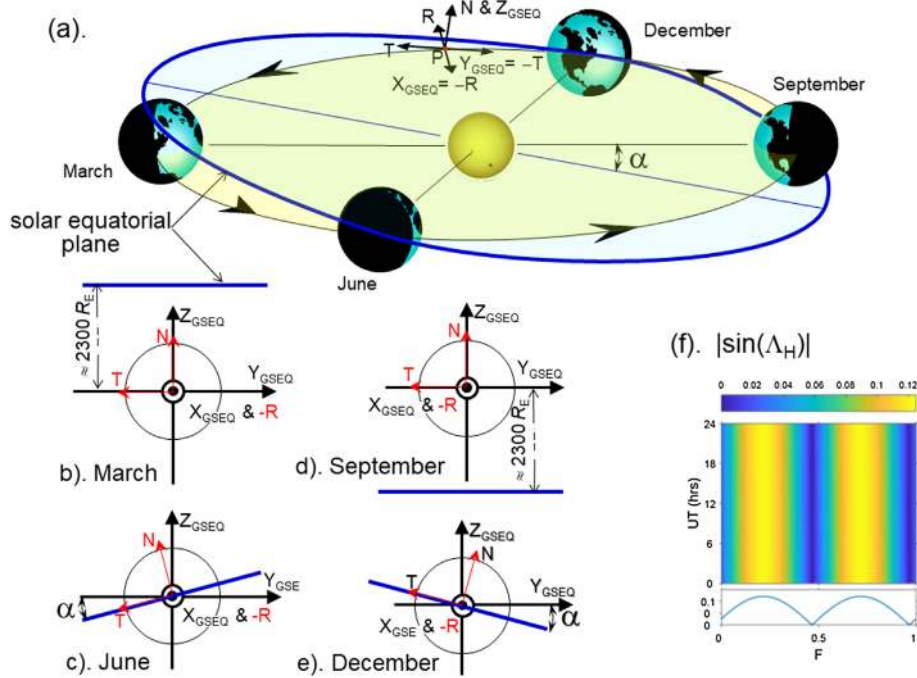 (a).
N & Z_GSEQ
R
T
P
Y_GSEQ= –T
X_GSEQ= –R
December
September
March
α
solar equatorial
plane
June
≈ 2300 R_E
Z_GSEQ
N
T
Y_GSEQ
X_GSEQ & -R
b). March
Z_GSEQ
N
T
Y_GSEQ
X_GSEQ & -R
≈ 2300 R_E
d). September
Z_GSEQ
N
Y_GSE
α
T
X_GSEQ & -R
c). June
Z_GSEQ
N
T
Y_GSEQ
X_GSE & -R
α
e). December
(f). |sin(Λ_H)|
0 0.02 0.04 0.06 0.08 0.1 0.12
24
18
12
6
0
UT (hrs)
0.1
0
0
0 0.5 1
F